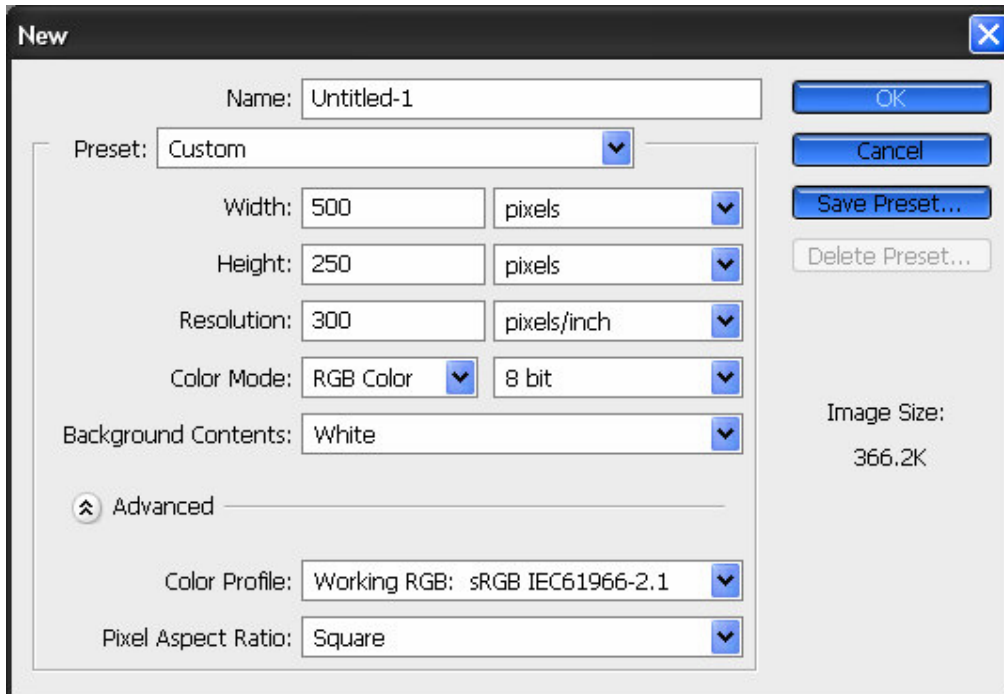 New
Name: Untitled-1
OK
Preset: Custom
Cancel
Width: 500 pixels
Save Preset...
Height: 250 pixels
Delete Preset...
Resolution: 300 pixels/inch
Color Mode: RGB Color 8 bit
Background Contents: White
Image Size:
366.2K
Advanced
Color Profile: Working RGB: sRGB IEC61966-2.1
Pixel Aspect Ratio: Square